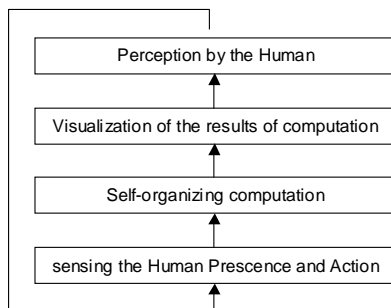 Perception by the Human
Visualization of the results of computation
Self-organizing computation
sensing the Human Prescence and Action